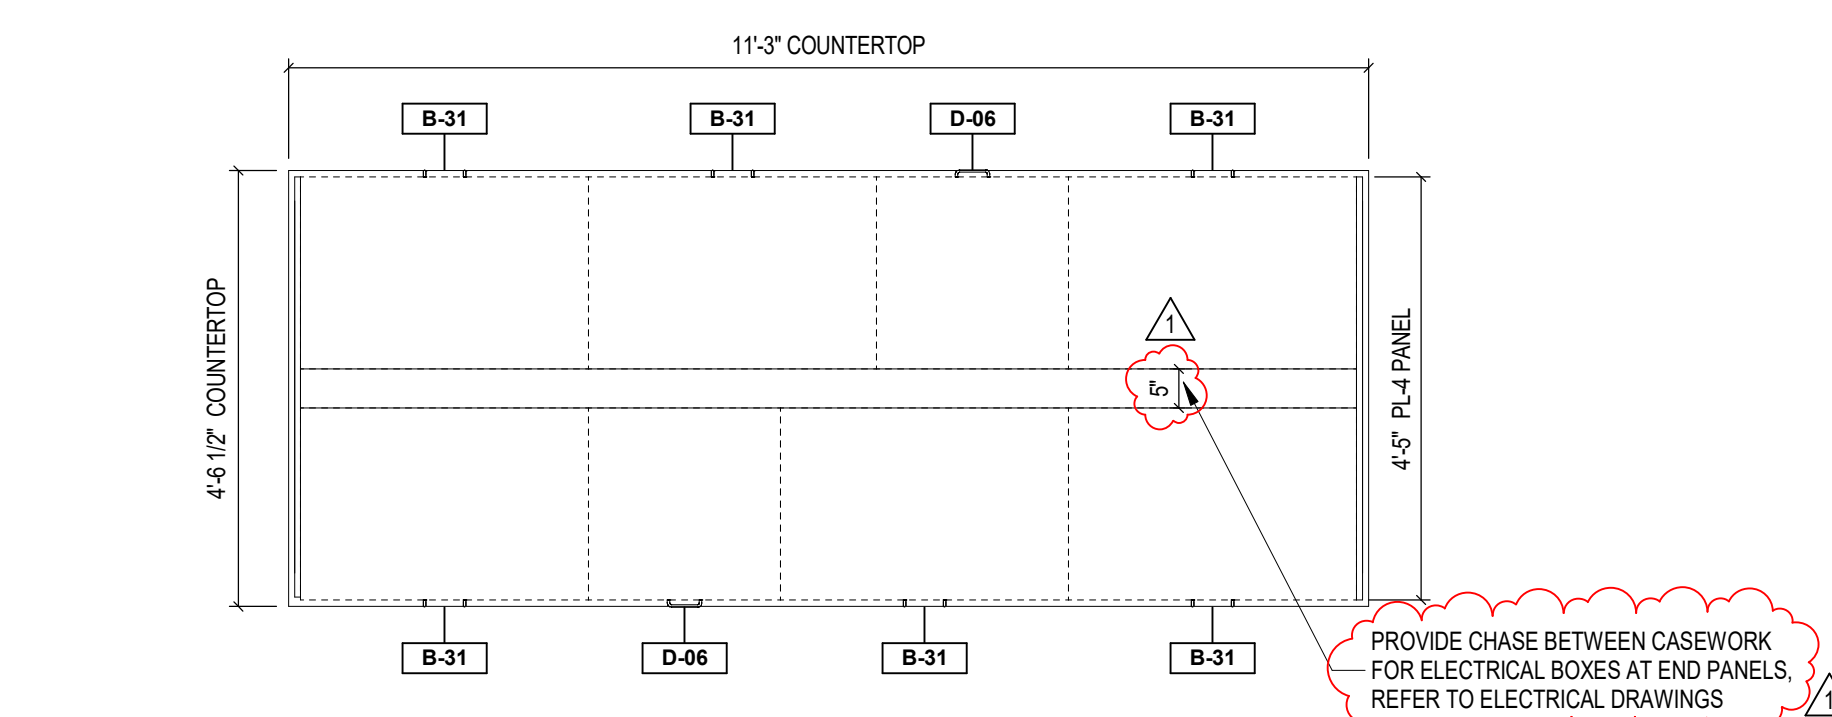 11'-3" COUNTERTOP
B-31 B-31 D-06 B-31
4'-6 1/2" COUNTERTOP
1
5"
4'-5" PL-4 PANEL
B-31 D-06 B-31 B-31
PROVIDE CHASE BETWEEN CASEWORK
FOR ELECTRICAL BOXES AT END PANELS,
REFER TO ELECTRICAL DRAWINGS
1